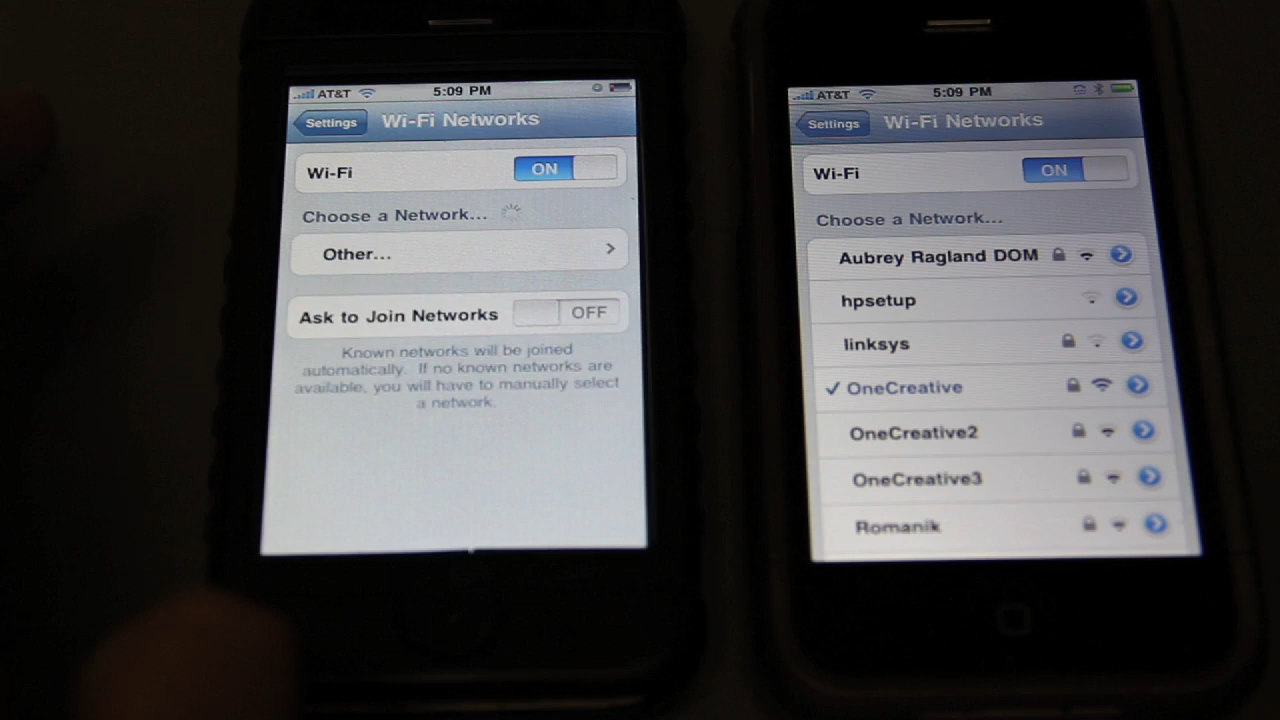 AT&T 5:09 PM
Settings Wi-Fi Networks
Wi-Fi ON
Choose a Network...
Other...
Ask to Join Networks OFF
Known networks will be joined
automatically. If no known networks are
available, you will have to manually select
a network.
AT&T 5:09 PM
Settings Wi-Fi Networks
Wi-Fi ON
Choose a Network...
Aubrey Ragland DOM
hpsetup
linksys
OneCreative
OneCreative2
OneCreative3
Romanik